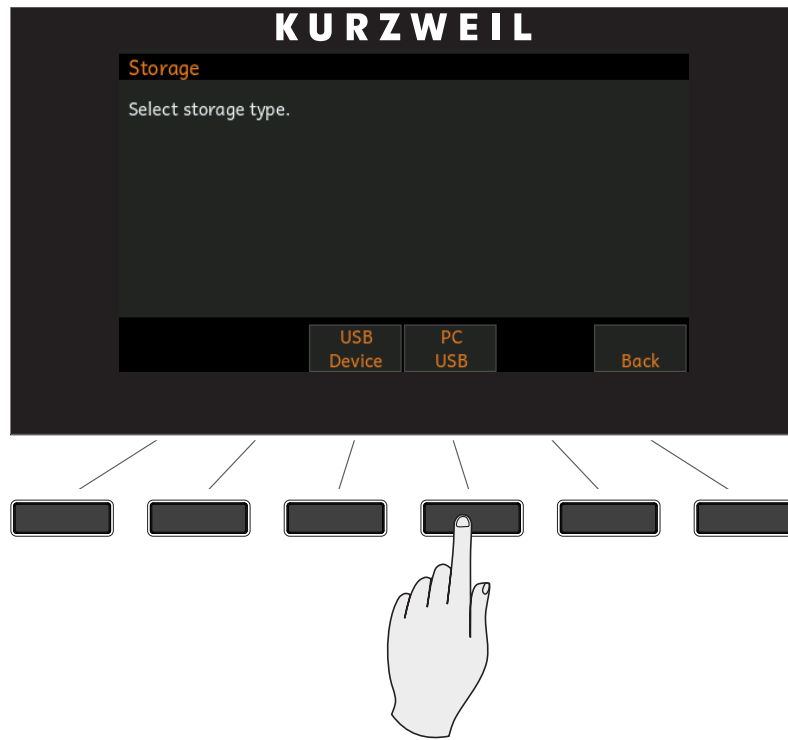 KURZWEIL
Storage
Select storage type.
USB PC
Device USB Back